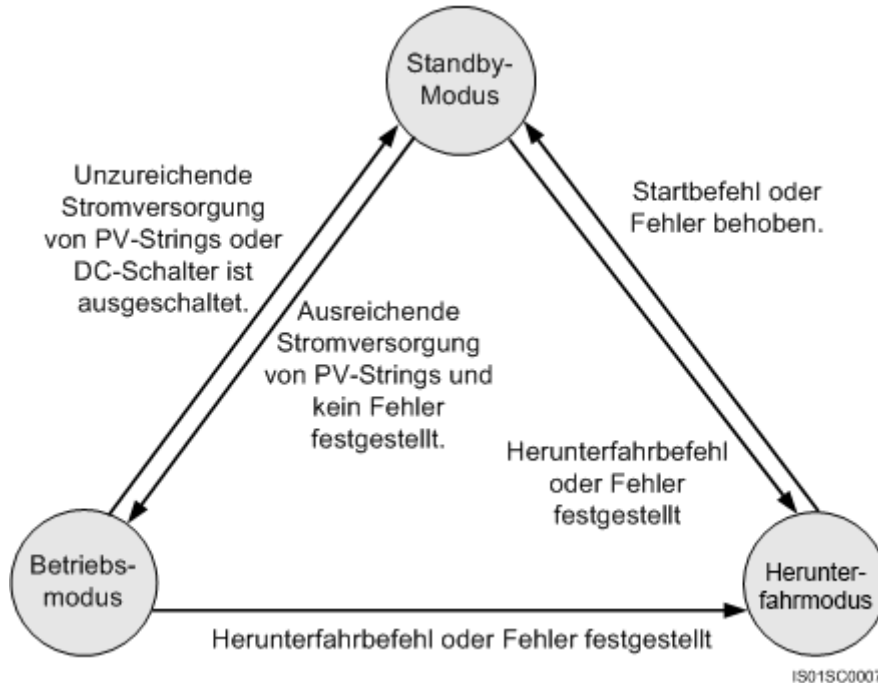 Standby-
Modus
Unzureichende
Stromversorgung
von PV-Strings oder
DC-Schalter ist
ausgeschaltet.
Startbefehl oder
Fehler behoben.
Ausreichende
Stromversorgung
von PV-Strings und
kein Fehler
festgestellt.
Herunterfahrbefehl
oder Fehler
festgestellt
Betriebs-
modus
Herunter-
fahrmodus
Herunterfahrbefehl oder Fehler festgestellt
IS01SC0007